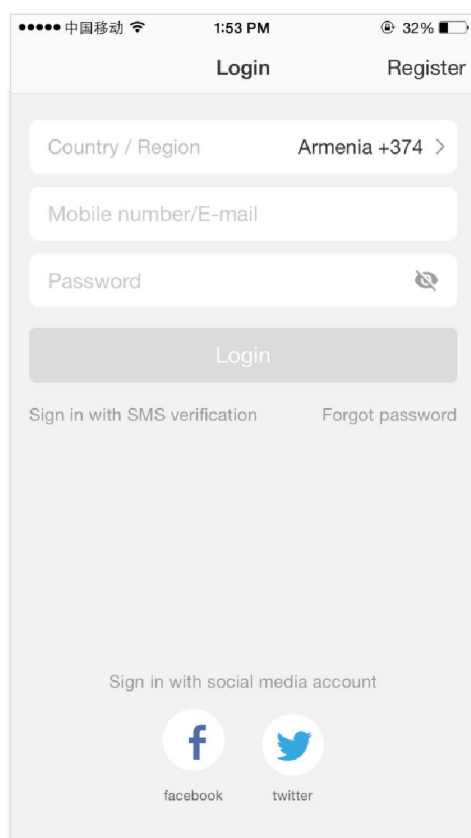 中国移动 1:53 PM 32%
Login Register
Country / Region Armenia +374
Mobile number/E-mail
Password
Login
Sign in with SMS verification Forgot password
Sign in with social media account
facebook twitter